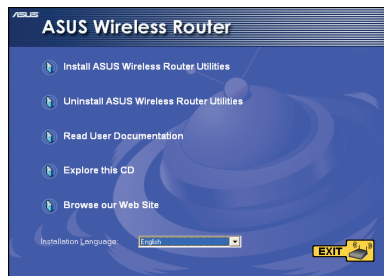 ASUS
ASUS Wireless Router
Install ASUS Wireless Router Utilities
Uninstall ASUS Wireless Router Utilities
Read User Documentation
Explore this CD
Browse our Web Site
Installation Language: English
EXIT